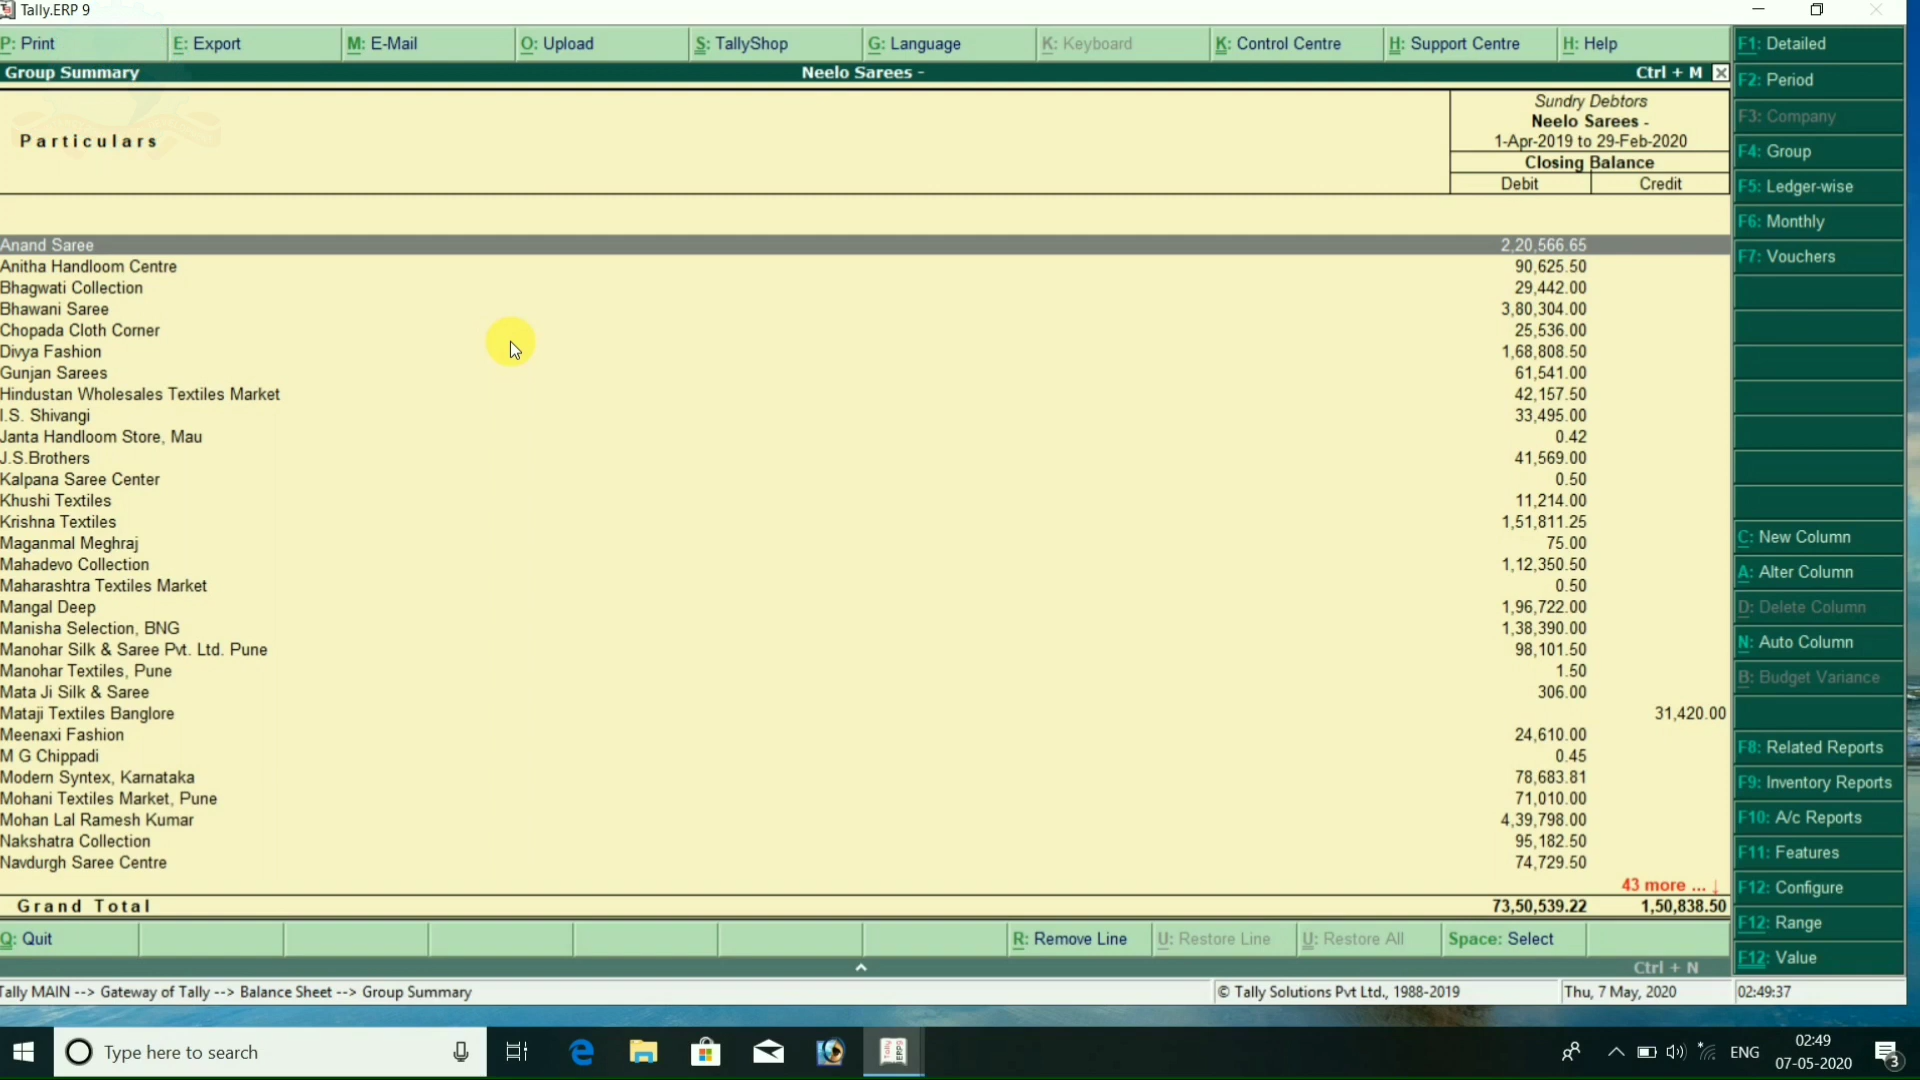 Tally.ERP 9
P: Print E: Export M: E-Mail O: Upload S: TallyShop G: Language K: Keyboard K: Control Centre H: Support Centre H: Help F1: Detailed
Group Summary Neelo Sarees - Ctrl + M
F2: Period
Sundry Debtors
Neelo Sarees -
F3: Company
Particulars 1-Apr-2019 to 29-Feb-2020
F4: Group
Closing Balance
Debit Credit
F5: Ledger-wise
F6: Monthly
Anand Saree 2,20,566.65
F7: Vouchers
Anitha Handloom Centre 90,625.50
Bhagwati Collection 29,442.00
Bhawani Saree 3,80,304.00
Chopada Cloth Corner 25,536.00
Divya Fashion 1,68,808.50
Gunjan Sarees 61,541.00
Hindustan Wholesales Textiles Market 42,157.50
I.S. Shivangi 33,495.00
Janta Handloom Store, Mau 0.42
J.S.Brothers 41,569.00
Kalpana Saree Center 0.50
Khushi Textiles 11,214.00
Krishna Textiles 1,51,811.25
C: New Column
Maganmal Meghraj 75.00
Mahadevo Collection 1,12,350.50
A: Alter Column
Maharashtra Textiles Market 0.50
Mangal Deep 1,96,722.00
D: Delete Column
Manisha Selection, BNG 1,38,390.00
N: Auto Column
Manohar Silk & Saree Pvt. Ltd. Pune 98,101.50
Manohar Textiles, Pune 1.50
B: Budget Variance
Mata Ji Silk & Saree 306.00
Mataji Textiles Banglore 31,420.00
Meenaxi Fashion 24,610.00
F8: Related Reports
M G Chippadi 0.45
Modern Syntex, Karnataka 78,683.81
F9: Inventory Reports
Mohani Textiles Market, Pune 71,010.00
Mohan Lal Ramesh Kumar 4,39,798.00
F10: A/c Reports
Nakshatra Collection 95,182.50
F11: Features
Navdurgh Saree Centre 74,729.50
43 more ... ↓
F12: Configure
Grand Total 73,50,539.22 1,50,838.50
F12: Range
Q: Quit R: Remove Line U: Restore Line U: Restore All Space: Select
F12: Value
Ctrl + N
Tally MAIN --> Gateway of Tally --> Balance Sheet --> Group Summary © Tally Solutions Pvt Ltd., 1988-2019 Thu, 7 May, 2020 02:49:37
Type here to search ENG 02:49
07-05-2020
3